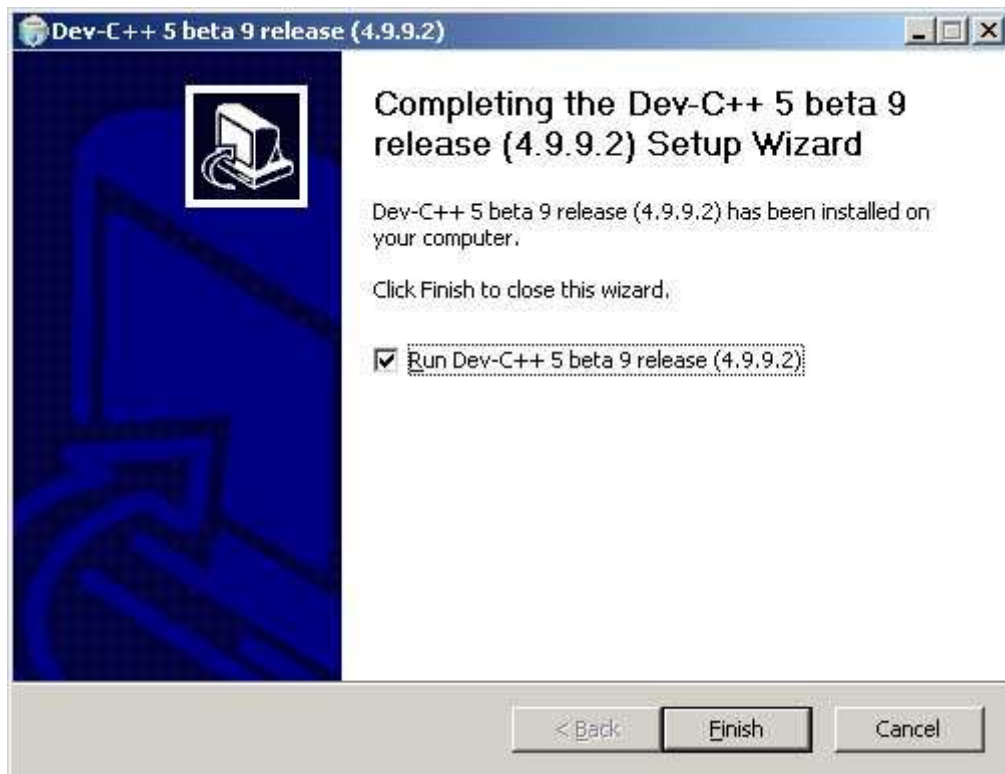 Dev-C++ 5 beta 9 release (4.9.9.2)
Completing the Dev-C++ 5 beta 9
release (4.9.9.2) Setup Wizard
Dev-C++ 5 beta 9 release (4.9.9.2) has been installed on
your computer.
Click Finish to close this wizard.
Run Dev-C++ 5 beta 9 release (4.9.9.2)
< Back Finish Cancel